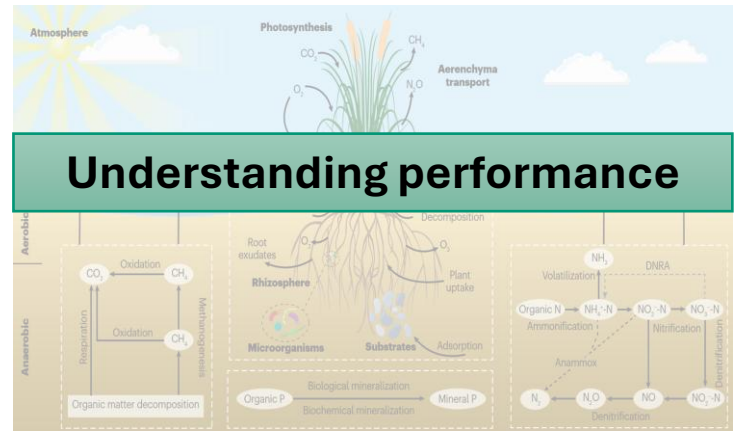 Atmosphere
Photosynthesis
CO₂
CH₄
O₂
N₂O
Aerenchyma
transport
Understanding performance
Aerobic
Anaerobic
Oxidation
CO₂
CH₄
Oxidation
CH₄
Respiration
Methanogenesis
Organic matter decomposition
Decomposition
O₂
O₂
Root
exudates
Rhizosphere
Plant
uptake
Microorganisms
Substrates
Adsorption
Organic P
Biological mineralization
Biochemical mineralization
Mineral P
NH₃
Volatilization
DNRA
Organic N
NH₄⁺-N
NO₂⁻-N
NO₃⁻-N
Ammonification
Nitrification
Anammox
Denitrification
N₂
N₂O
NO
NO₂⁻-N
Denitrification